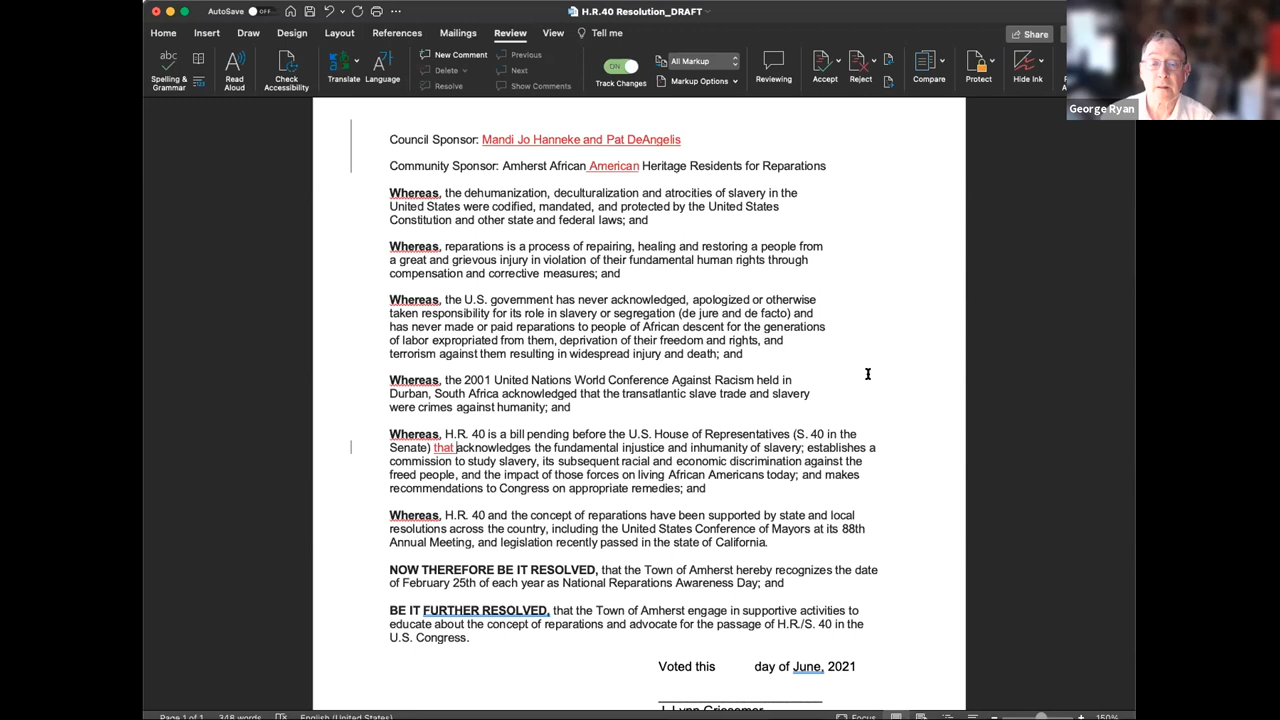 AutoSave OFF H.R.40 Resolution_DRAFT
Home Insert Draw Design Layout References Mailings Review View Tell me Share
abc Spelling & Grammar
Read Aloud
Check Accessibility
Translate Language
New Comment
Delete
Resolve
Previous
Next
Show Comments
ON
Track Changes
All Markup
Markup Options
Reviewing
Accept Reject
Compare
Protect
Hide Ink
George Ryan
Council Sponsor: Mandi Jo Hanneke and Pat DeAngelis
Community Sponsor: Amherst African American Heritage Residents for Reparations
Whereas, the dehumanization, deculturalization and atrocities of slavery in the
United States were codified, mandated, and protected by the United States
Constitution and other state and federal laws; and
Whereas, reparations is a process of repairing, healing and restoring a people from
a great and grievous injury in violation of their fundamental human rights through
compensation and corrective measures; and
Whereas, the U.S. government has never acknowledged, apologized or otherwise
taken responsibility for its role in slavery or segregation (de jure and de facto) and
has never made or paid reparations to people of African descent for the generations
of labor expropriated from them, deprivation of their freedom and rights, and
terrorism against them resulting in widespread injury and death; and
Whereas, the 2001 United Nations World Conference Against Racism held in
Durban, South Africa acknowledged that the transatlantic slave trade and slavery
were crimes against humanity; and
Whereas, H.R. 40 is a bill pending before the U.S. House of Representatives (S. 40 in the
Senate) that acknowledges the fundamental injustice and inhumanity of slavery; establishes a
commission to study slavery, its subsequent racial and economic discrimination against the
freed people, and the impact of those forces on living African Americans today; and makes
recommendations to Congress on appropriate remedies; and
Whereas, H.R. 40 and the concept of reparations have been supported by state and local
resolutions across the country, including the United States Conference of Mayors at its 88th
Annual Meeting, and legislation recently passed in the state of California.
NOW THEREFORE BE IT RESOLVED, that the Town of Amherst hereby recognizes the date
of February 25th of each year as National Reparations Awareness Day; and
BE IT FURTHER RESOLVED, that the Town of Amherst engage in supportive activities to
educate about the concept of reparations and advocate for the passage of H.R./S. 40 in the
U.S. Congress.
Voted this day of June, 2021
Page 1 of 1 348 words English (United States) Focus 150%